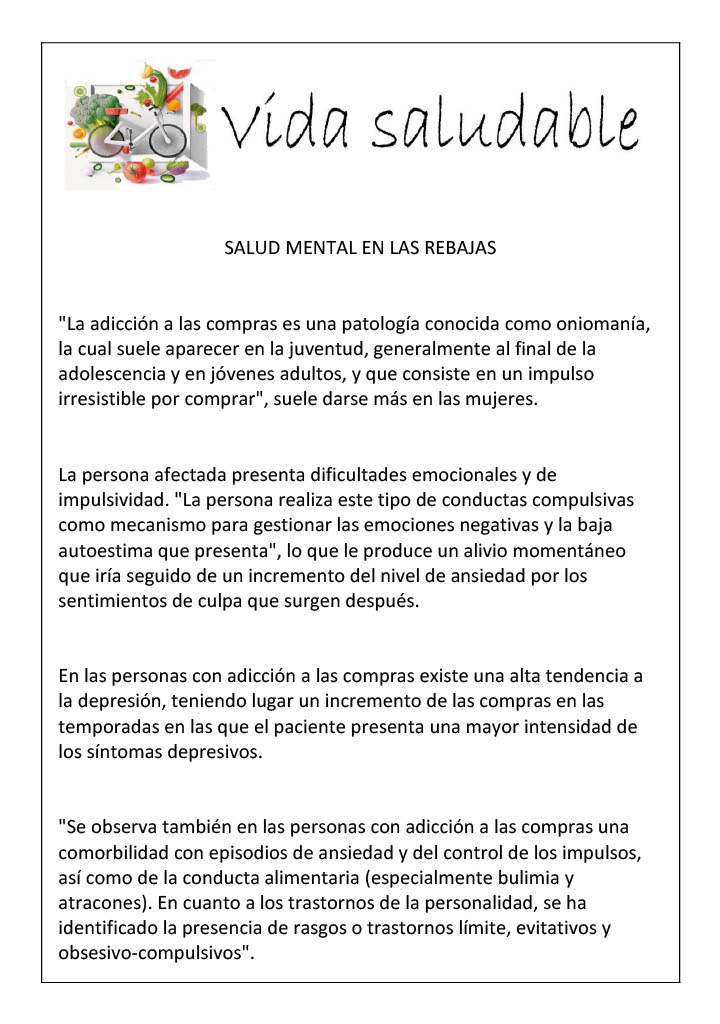 Vida saludable
SALUD MENTAL EN LAS REBAJAS
"La adicción a las compras es una patología conocida como oniomanía,
la cual suele aparecer en la juventud, generalmente al final de la
adolescencia y en jóvenes adultos, y que consiste en un impulso
irresistible por comprar", suele darse más en las mujeres.
La persona afectada presenta dificultades emocionales y de
impulsividad. "La persona realiza este tipo de conductas compulsivas
como mecanismo para gestionar las emociones negativas y la baja
autoestima que presenta", lo que le produce un alivio momentáneo
que iría seguido de un incremento del nivel de ansiedad por los
sentimientos de culpa que surgen después.
En las personas con adicción a las compras existe una alta tendencia a
la depresión, teniendo lugar un incremento de las compras en las
temporadas en las que el paciente presenta una mayor intensidad de
los síntomas depresivos.
"Se observa también en las personas con adicción a las compras una
comorbilidad con episodios de ansiedad y del control de los impulsos,
así como de la conducta alimentaria (especialmente bulimia y
atracones). En cuanto a los trastornos de la personalidad, se ha
identificado la presencia de rasgos o trastornos límite, evitativos y
obsesivo-compulsivos".